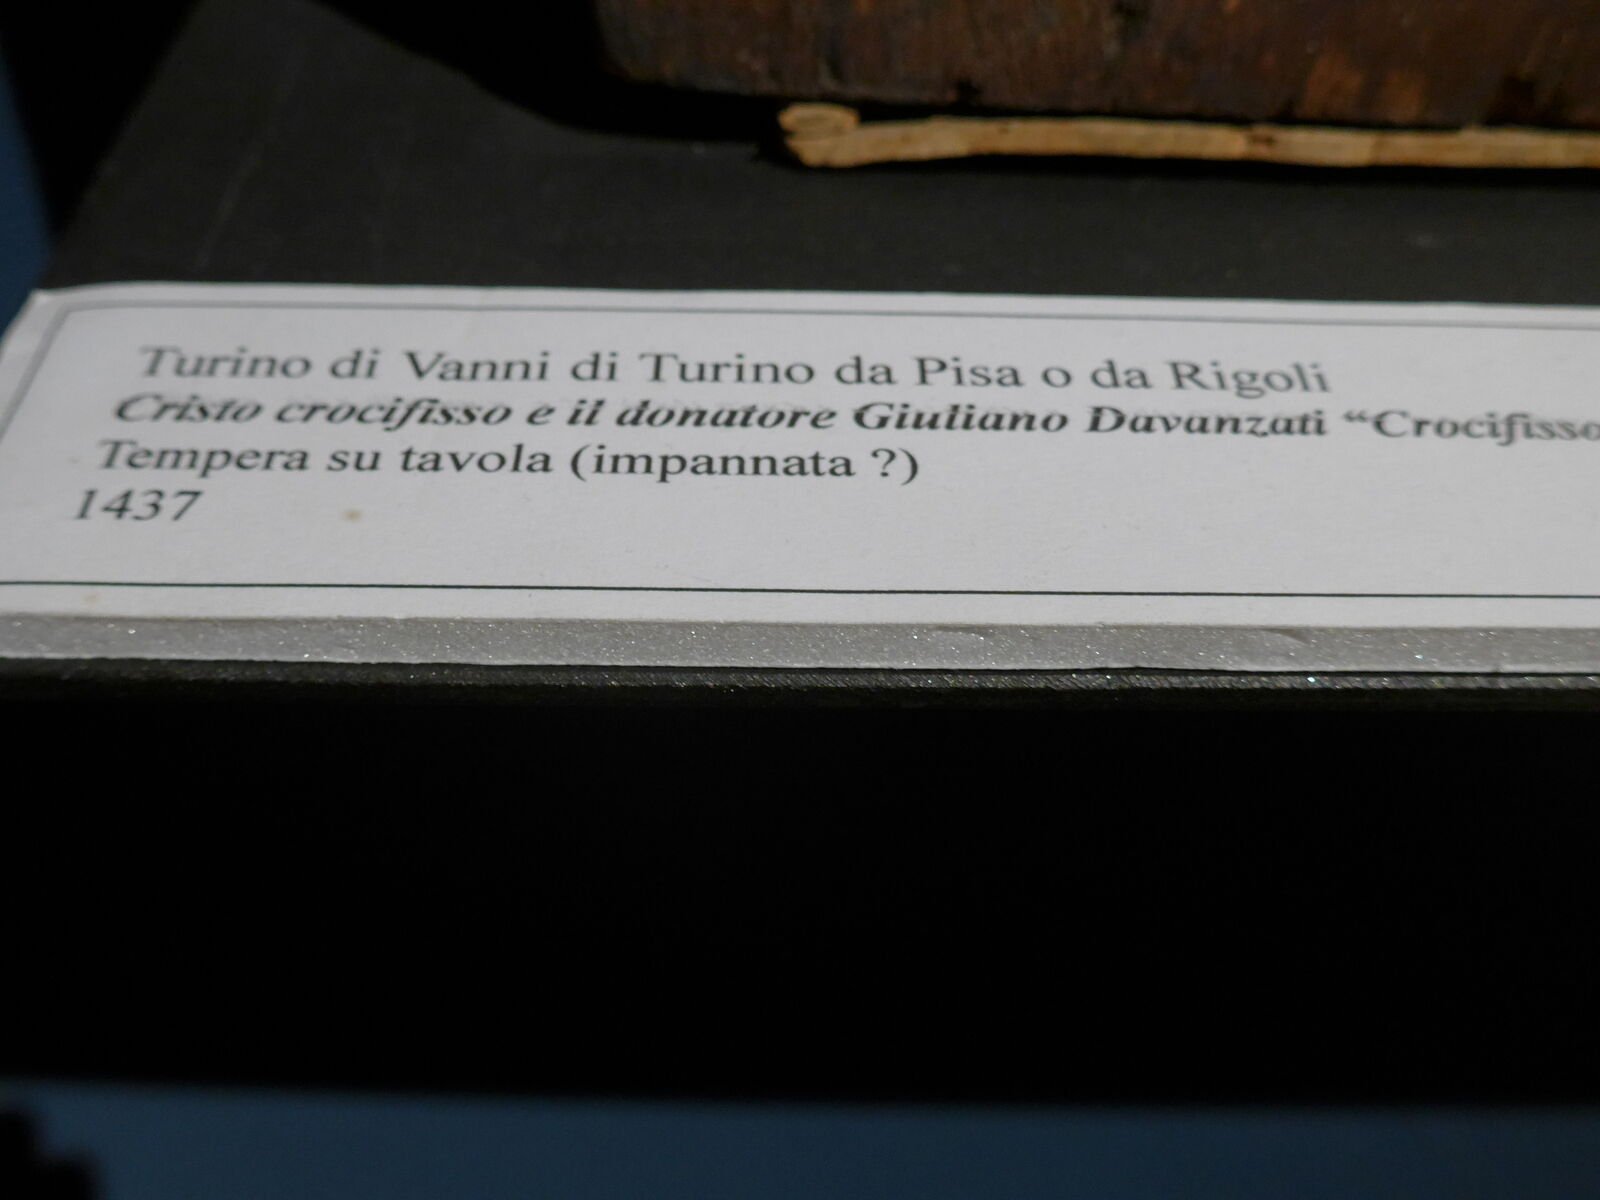 Turino di Vanni di Turino da Pisa o da Rigoli
Cristo crocifisso e il donatore Giuliano Davanzati “Crocifisso
Tempera su tavola (impannata ?)
1437